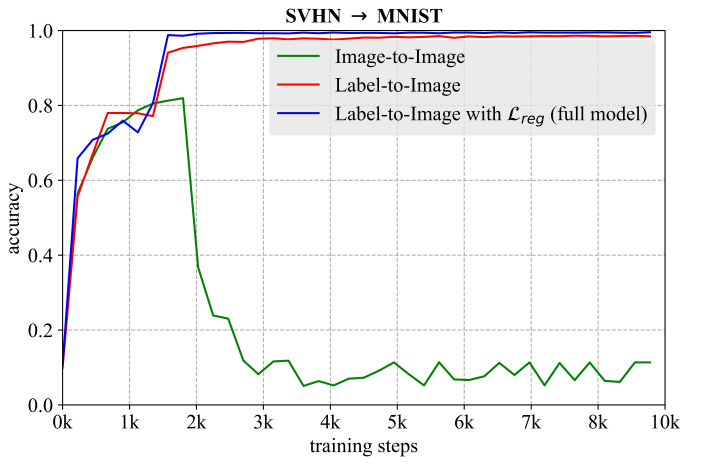 SVHN → MNIST
1.0
0.8
0.6
0.4
0.2
0.0
accuracy
Image-to-Image
Label-to-Image
Label-to-Image with ℒreg (full model)
0k 1k 2k 3k 4k 5k 6k 7k 8k 9k 10k
training steps